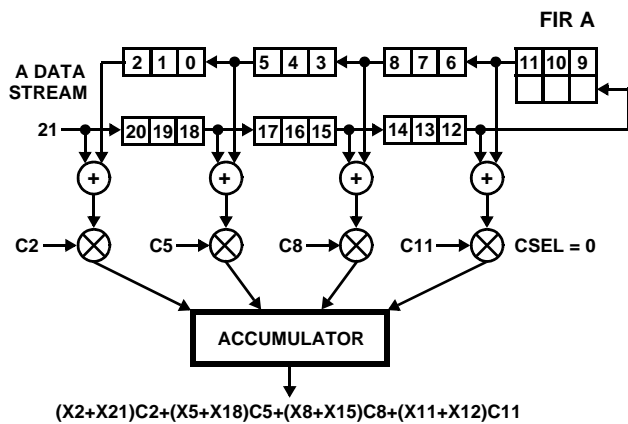 FIR A
2 1 0 5 4 3 8 7 6 11 10 9
A DATA
STREAM
21 20 19 18 17 16 15 14 13 12
+ + + +
C2 C5 C8 C11 CSEL = 0
ACCUMULATOR
(X2+X21)C2+(X5+X18)C5+(X8+X15)C8+(X11+X12)C11